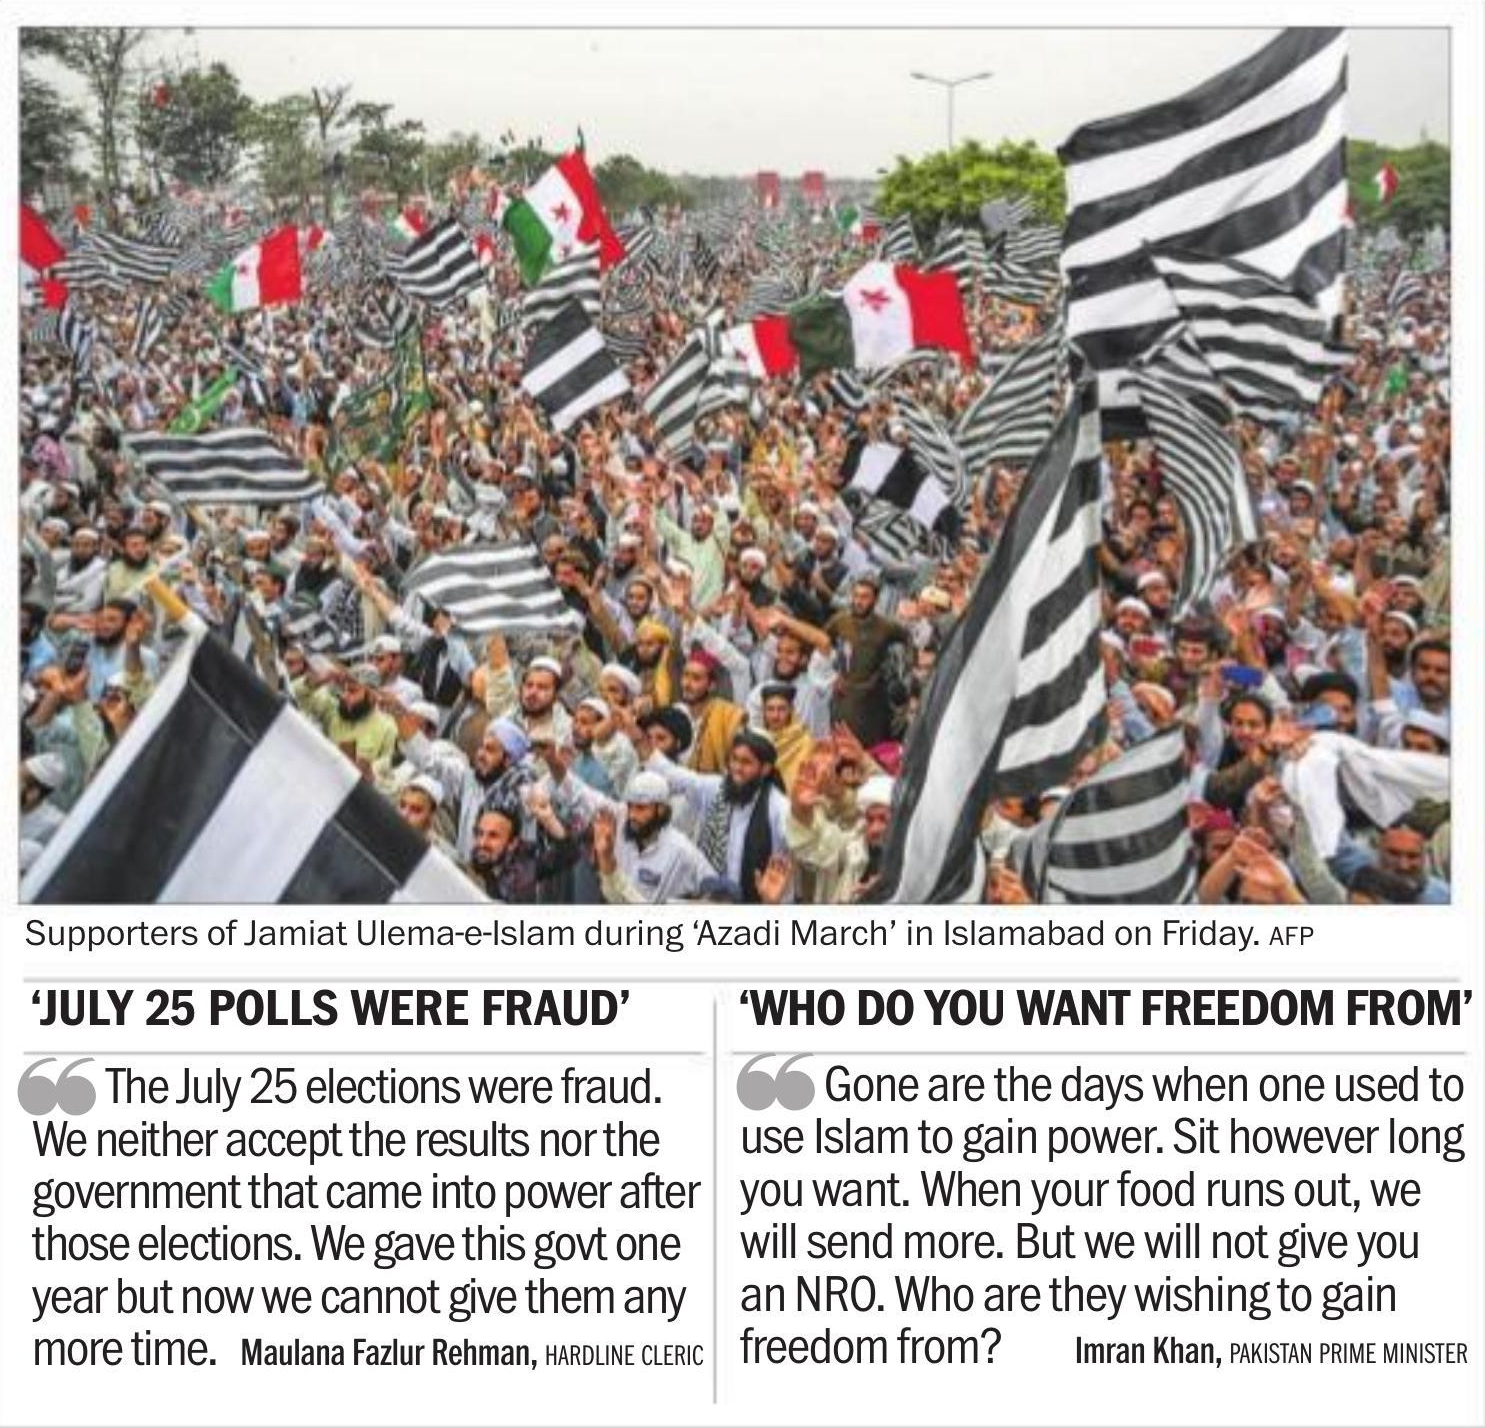 Supporters of Jamiat Ulema-e-Islam during ‘Azadi March’ in Islamabad on Friday. AFP
‘JULY 25 POLLS WERE FRAUD’
“The July 25 elections were fraud.
We neither accept the results nor the
government that came into power after
those elections. We gave this govt one
year but now we cannot give them any
more time. Maulana Fazlur Rehman, HARDLINE CLERIC
‘WHO DO YOU WANT FREEDOM FROM’
“Gone are the days when one used to
use Islam to gain power. Sit however long
you want. When your food runs out, we
will send more. But we will not give you
an NRO. Who are they wishing to gain
freedom from? Imran Khan, PAKISTAN PRIME MINISTER